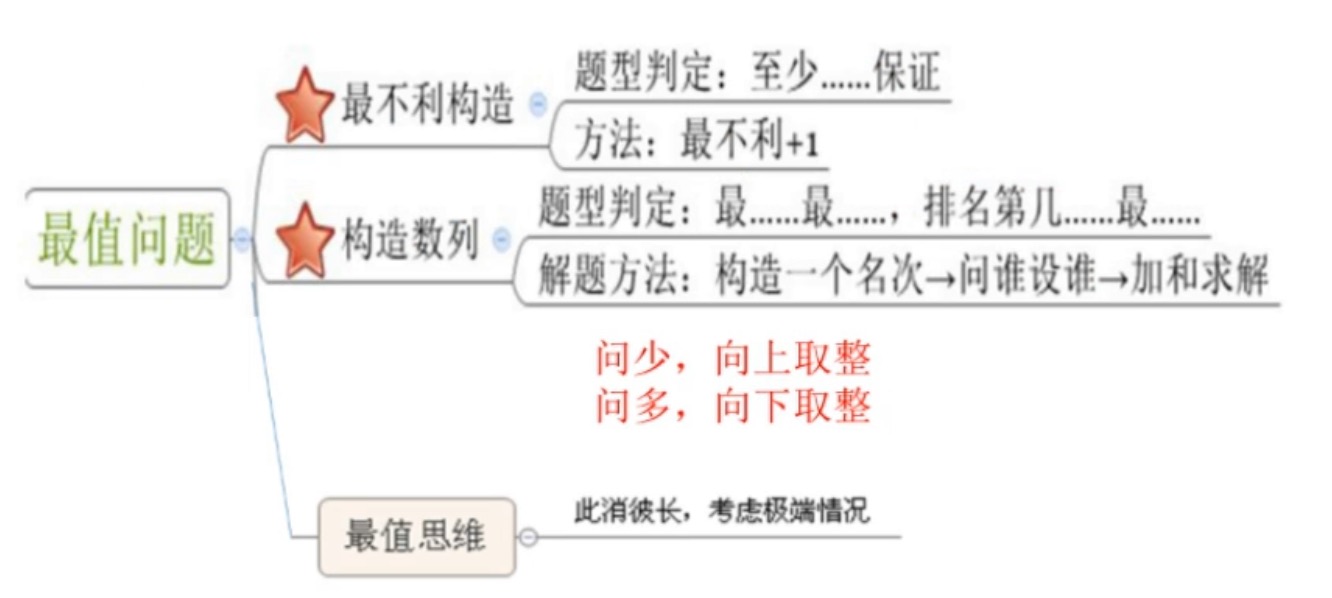 最值问题
最不利构造
题型判定：至少……保证
方法：最不利+1
构造数列
题型判定：最……最……，排名第几……最……
解题方法：构造一个名次→问谁设谁→加和求解
问少，向上取整
问多，向下取整
最值思维
此消彼长，考虑极端情况